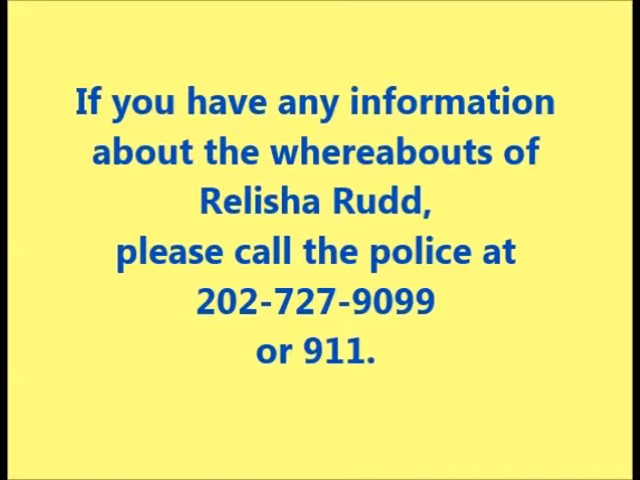 If you have any information
about the whereabouts of
Relisha Rudd,
please call the police at
202-727-9099
or 911.